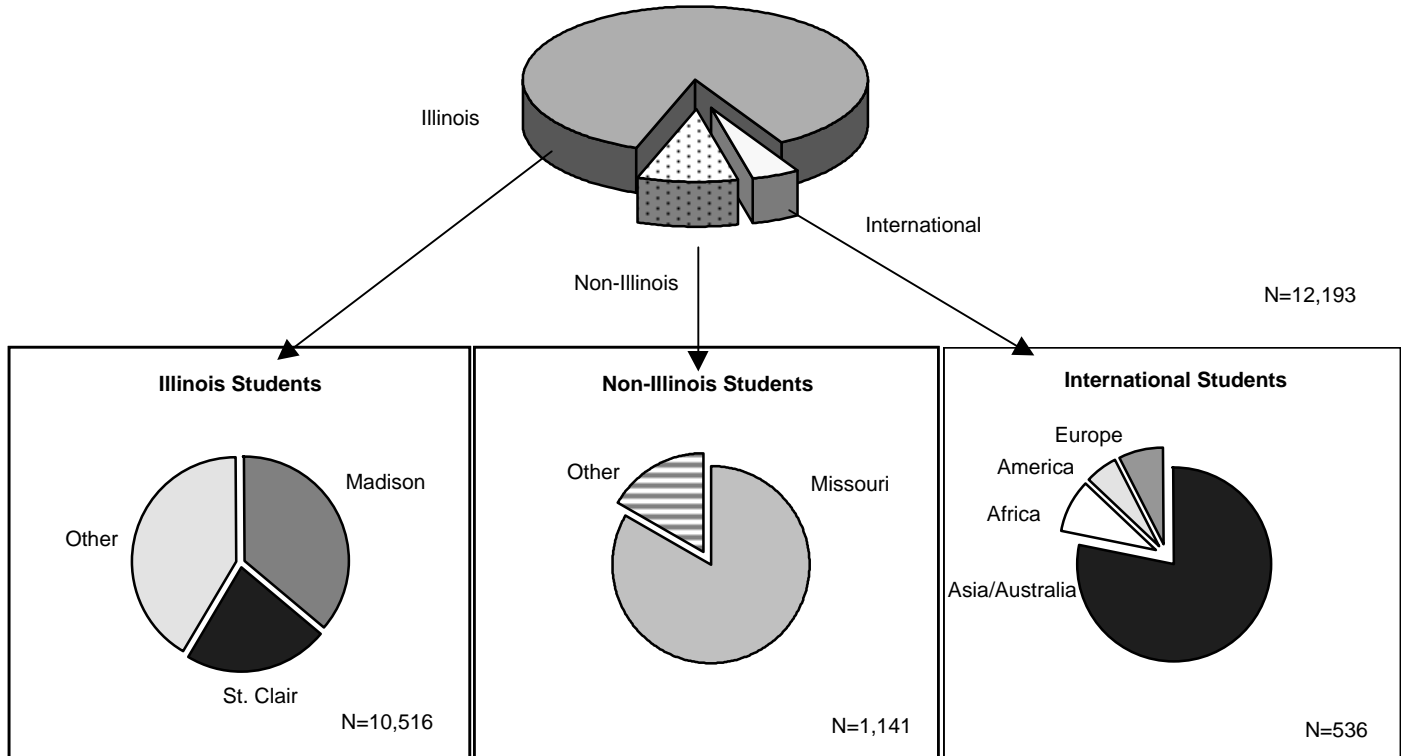 Illinois
International
Non-Illinois
N=12,193
Illinois Students
Madison
Other
St. Clair
N=10,516
Non-Illinois Students
Other
Missouri
N=1,141
International Students
Europe
America
Africa
Asia/Australia
N=536